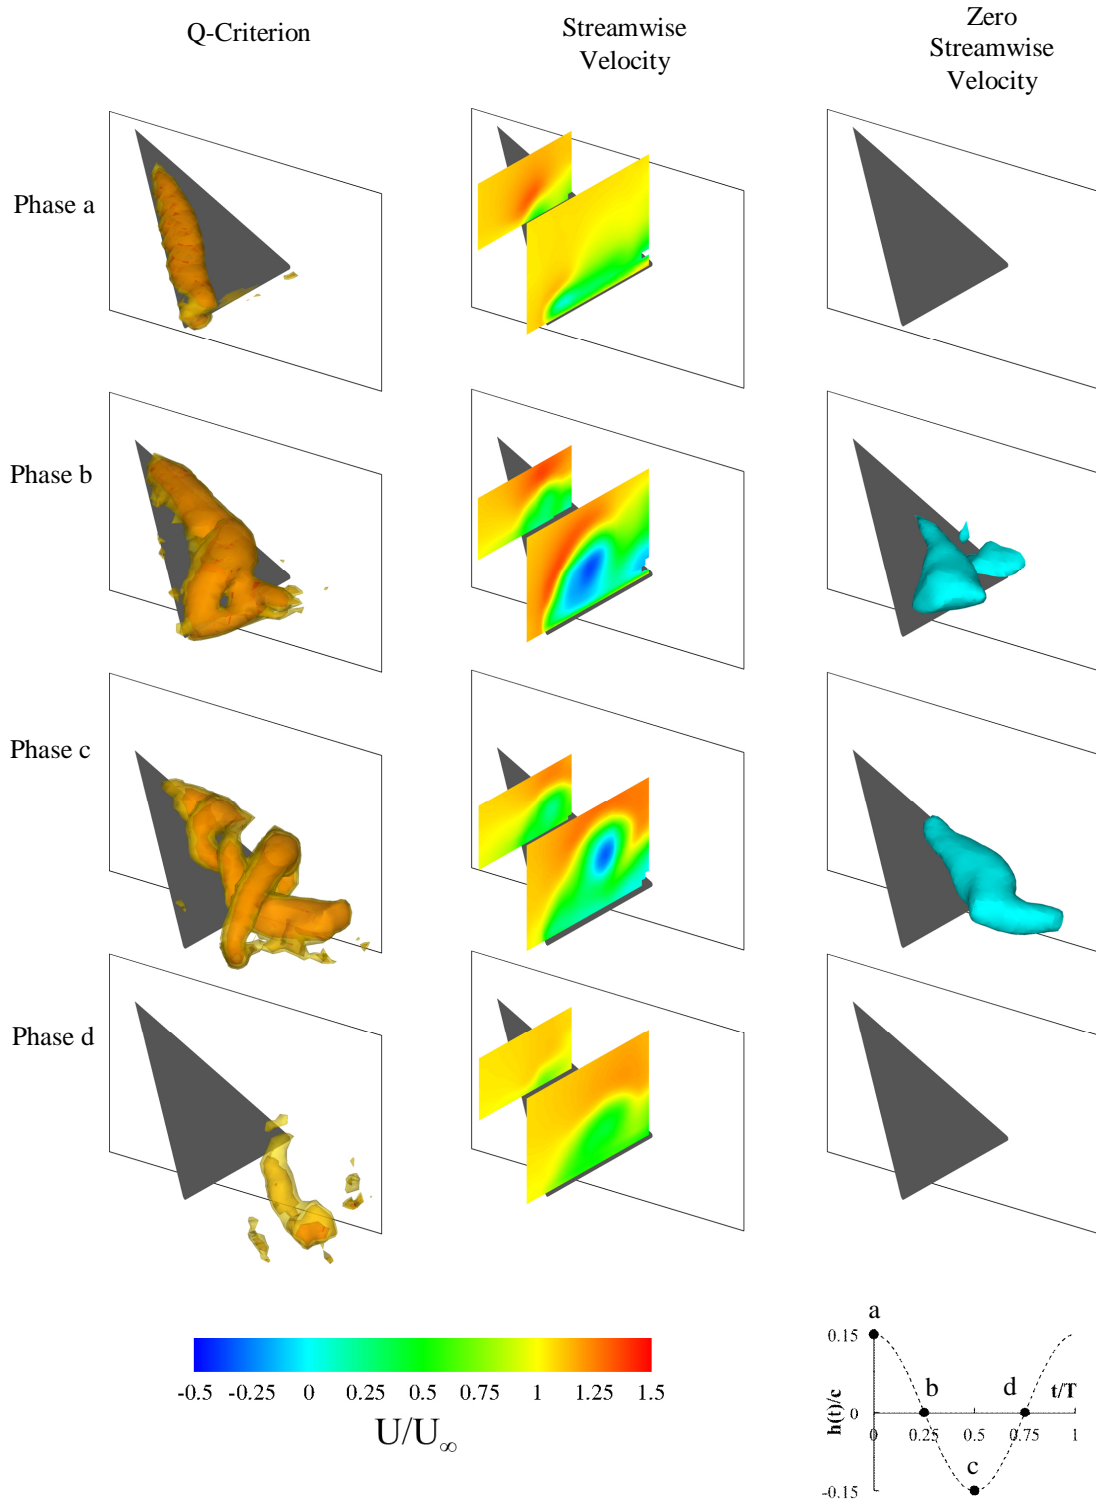 Q-Criterion
Streamwise
Velocity
Zero
Streamwise
Velocity
Phase a
Phase b
Phase c
Phase d
-0.5 -0.25 0 0.25 0.5 0.75 1 1.25 1.5
U/U∞
a
0.15
b
d
t/T
h(t)/c
0
0 0.25 0.5 0.75 1
c
-0.15